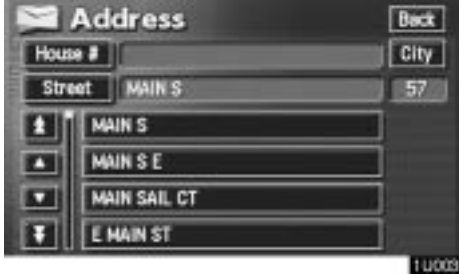 Address Back
House # City
Street MAIN S 57
MAIN S
MAIN S E
MAIN SAIL CT
E MAIN ST
1U003